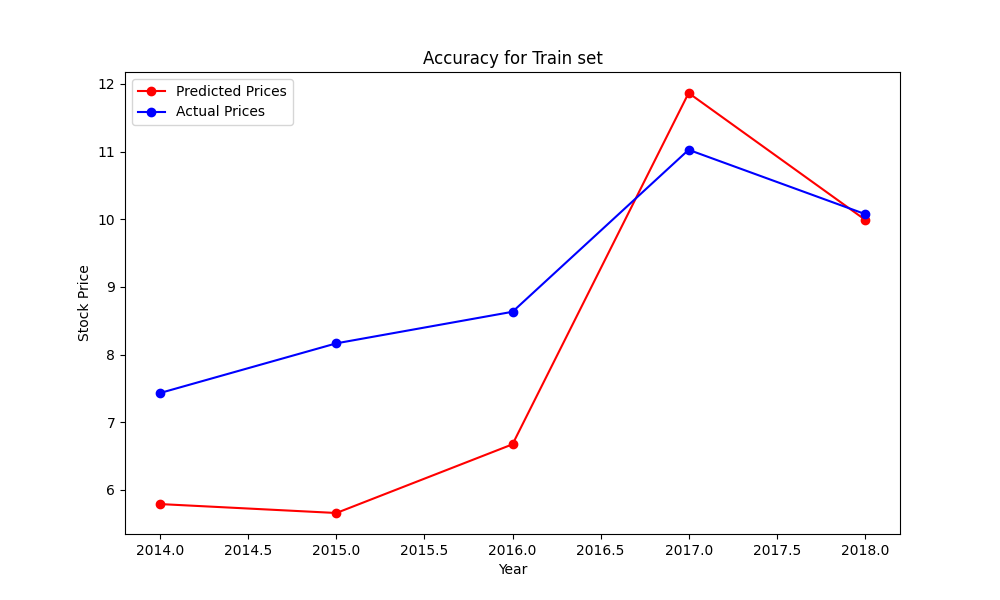 Accuracy for Train set
Predicted Prices
Actual Prices
12
11
10
9
8
7
6
Stock Price
2014.0 2014.5 2015.0 2015.5 2016.0 2016.5 2017.0 2017.5 2018.0
Year